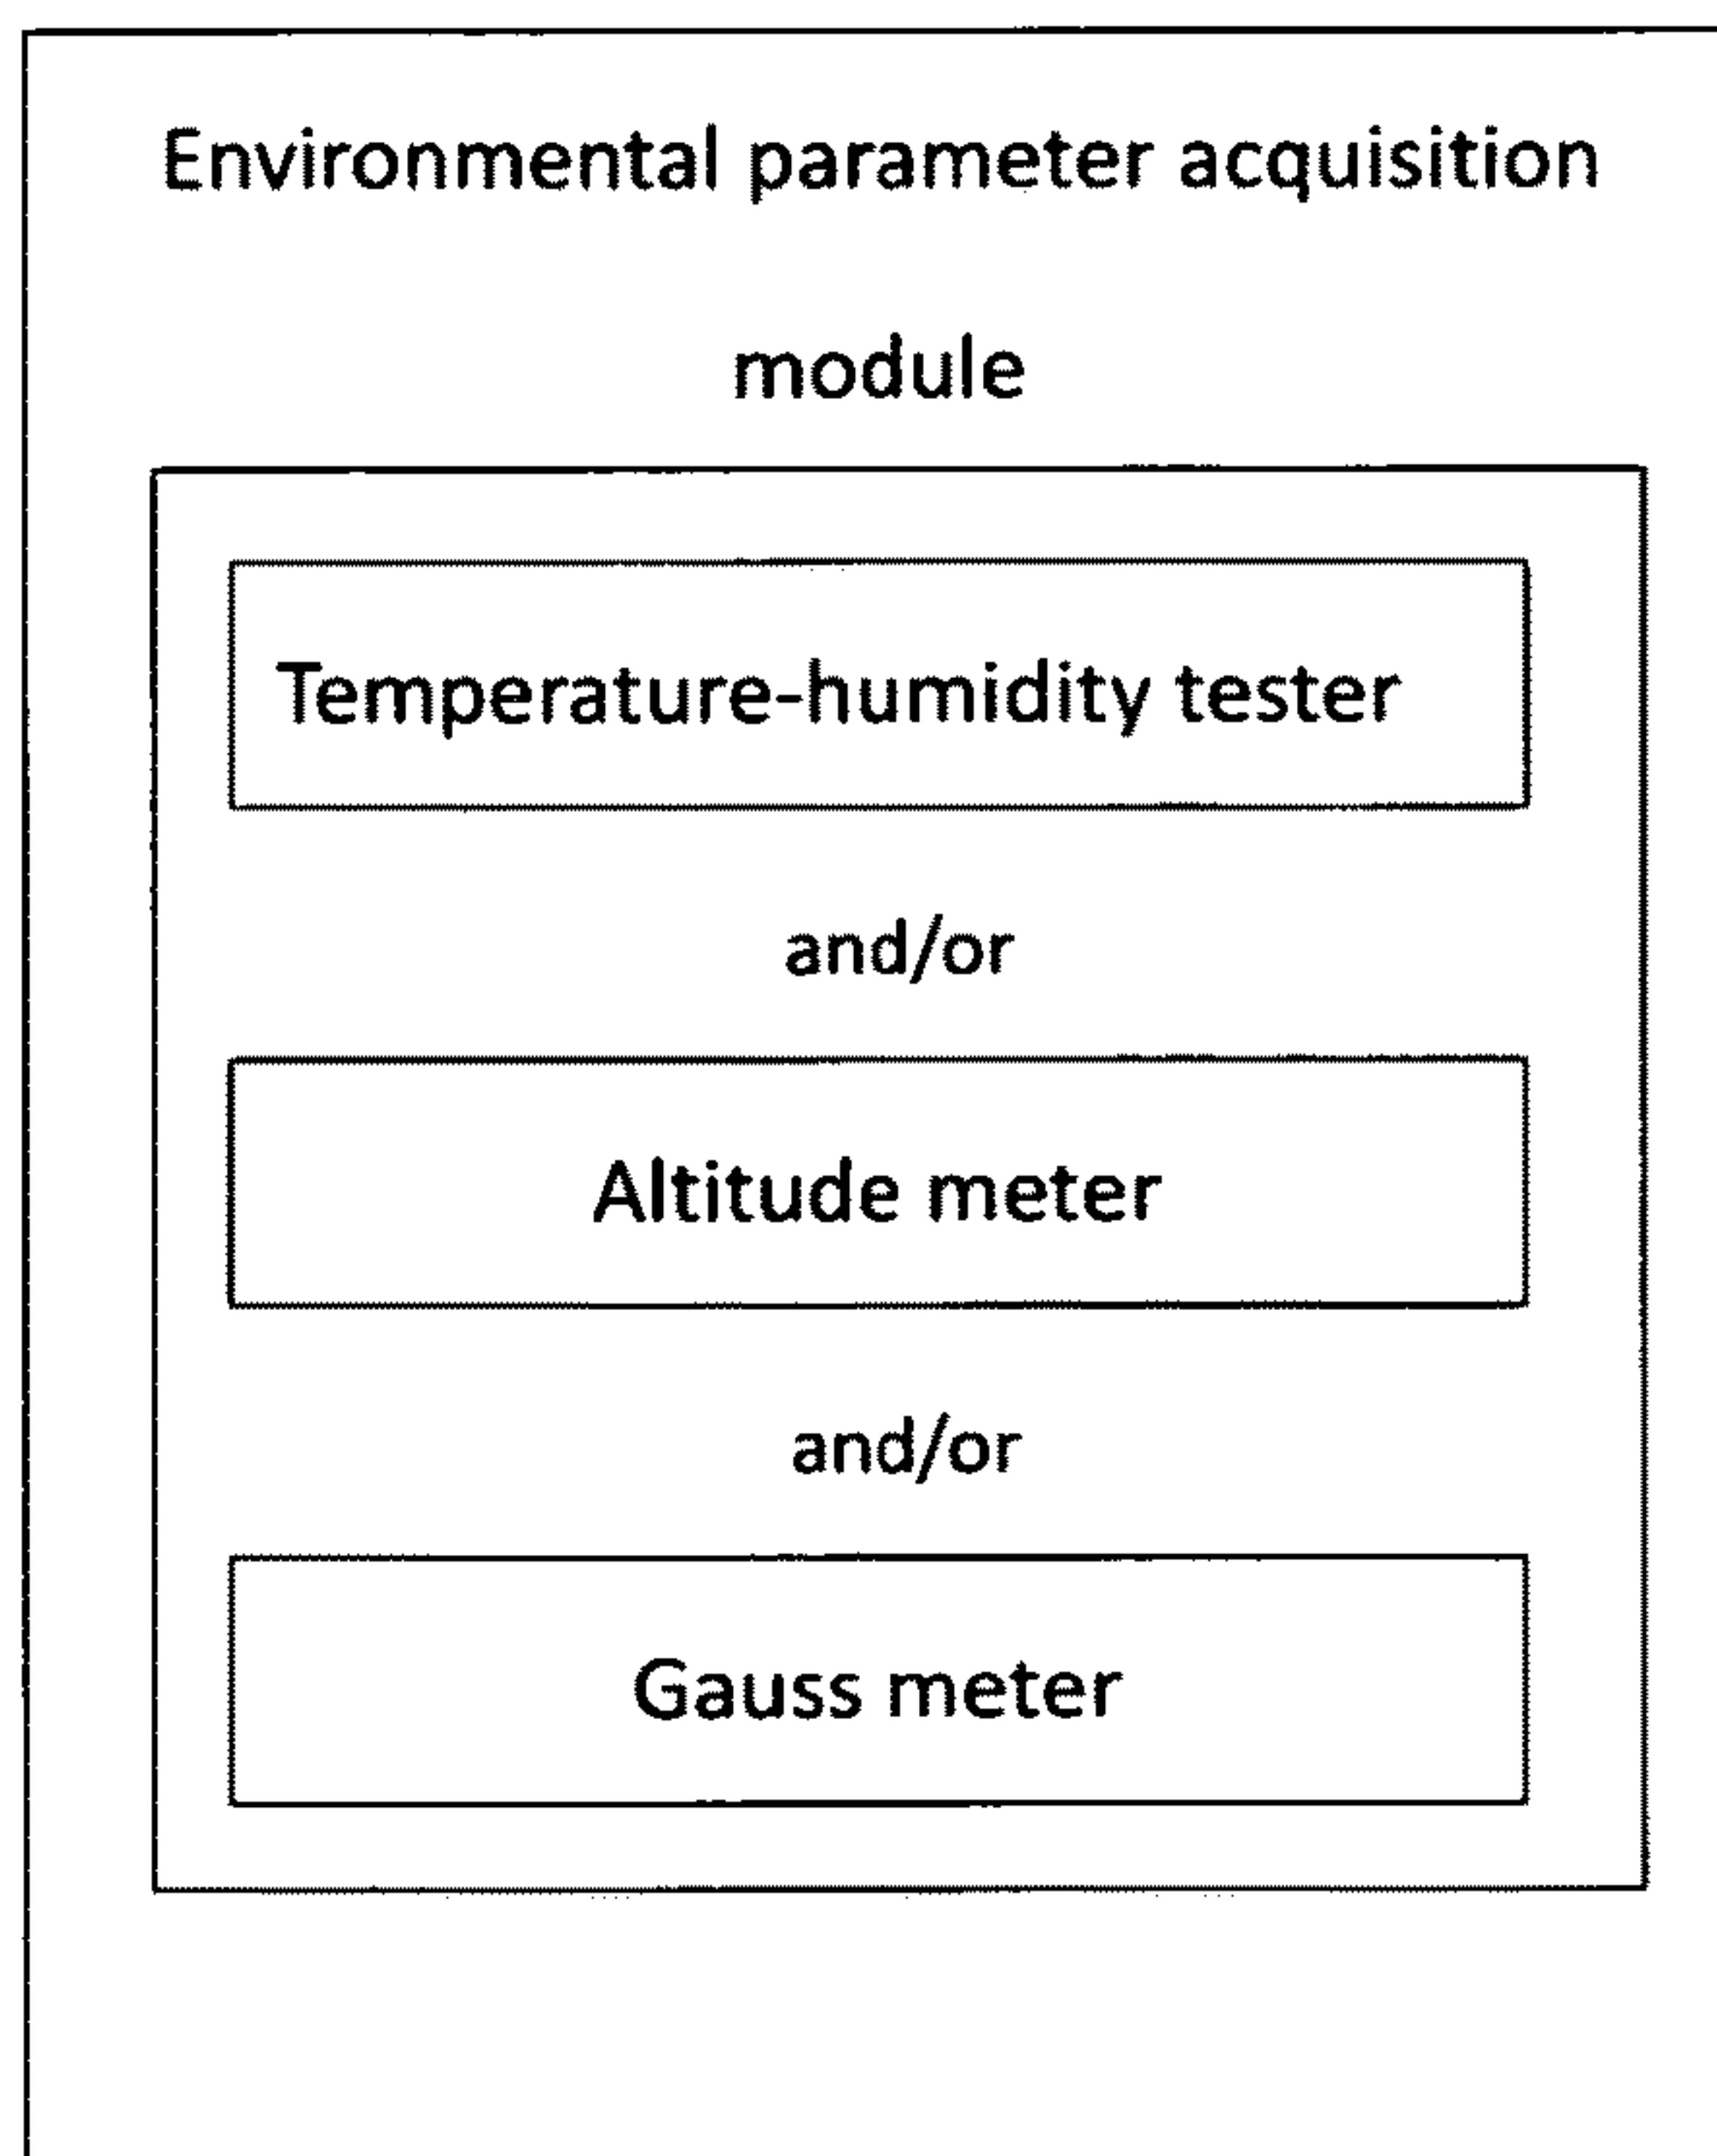 Environmental parameter acquisition
module
Temperature-humidity tester
and/or
Altitude meter
and/or
Gauss meter